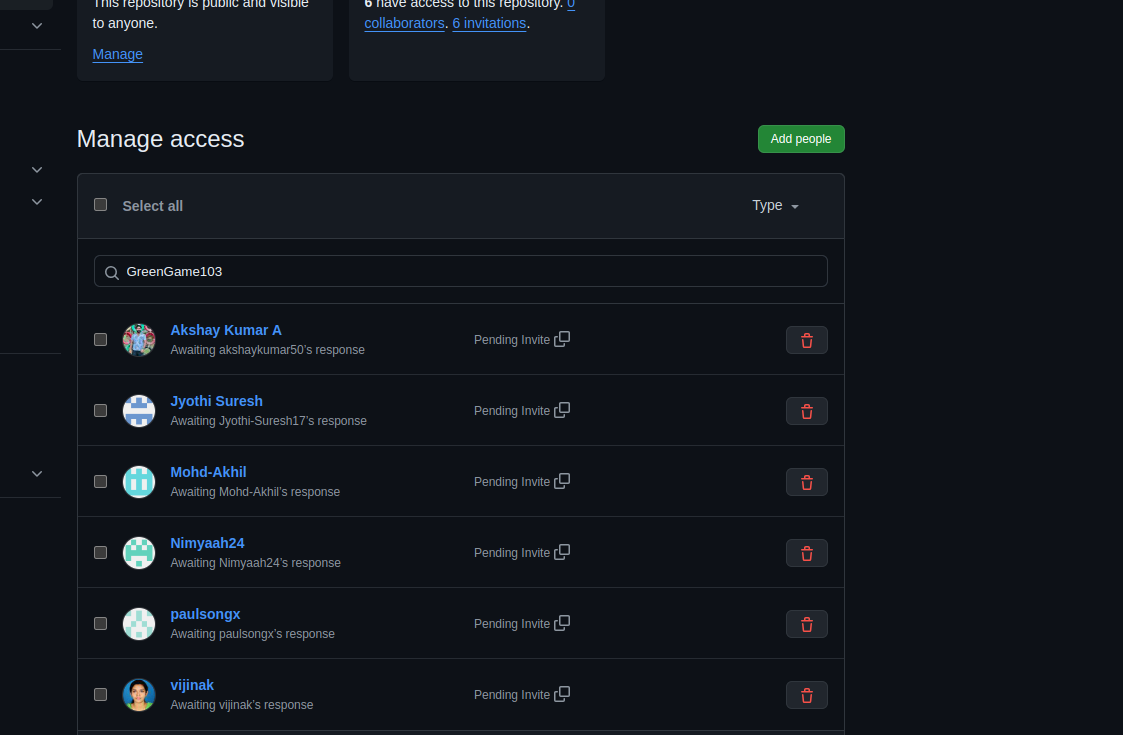 This repository is public and visible
to anyone.
Manage
6 have access to this repository. 0
collaborators. 6 invitations.
Manage access
Add people
Select all
Type
GreenGame103
Akshay Kumar A
Awaiting akshaykumar50's response
Pending Invite
Jyothi Suresh
Awaiting Jyothi-Suresh17's response
Pending Invite
Mohd-Akhil
Awaiting Mohd-Akhil's response
Pending Invite
Nimyaah24
Awaiting Nimyaah24's response
Pending Invite
paulsongx
Awaiting paulsongx's response
Pending Invite
vijinak
Awaiting vijinak's response
Pending Invite